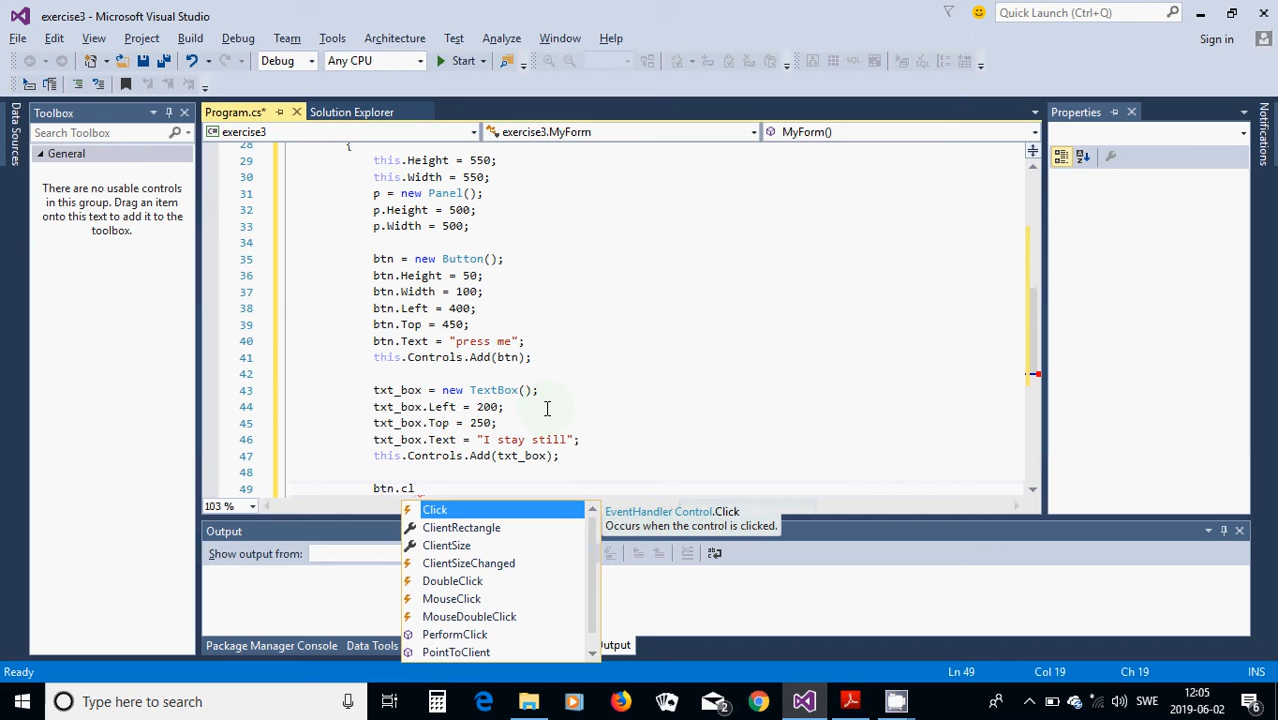 exercise3 - Microsoft Visual Studio
Quick Launch (Ctrl+Q)
File Edit View Project Build Debug Team Tools Architecture Test Analyze Window Help
Sign in
Debug Any CPU Start
Data Sources
Toolbox
Search Toolbox
General
There are no usable controls
in this group. Drag an item
onto this text to add it to the
toolbox.
Program.cs* Solution Explorer
exercise3 exercise3.MyForm MyForm()
28 {
29 this.Height = 550;
30 this.Width = 550;
31 p = new Panel();
32 p.Height = 500;
33 p.Width = 500;
34
35 btn = new Button();
36 btn.Height = 50;
37 btn.Width = 100;
38 btn.Left = 400;
39 btn.Top = 450;
40 btn.Text = "press me";
41 this.Controls.Add(btn);
42
43 txt_box = new TextBox();
44 txt_box.Left = 200;
45 txt_box.Top = 250;
46 txt_box.Text = "I stay still";
47 this.Controls.Add(txt_box);
48
49 btn.cl
103 %
Click
ClientRectangle
ClientSize
ClientSizeChanged
DoubleClick
MouseClick
MouseDoubleClick
PerformClick
PointToClient
EventHandler Control.Click
Occurs when the control is clicked.
Properties
Notifications
Output
Show output from:
Package Manager Console Data Tools utput
Ready Ln 49 Col 19 Ch 19 INS
Type here to search
2
SWE
12:05
2019-06-02
6